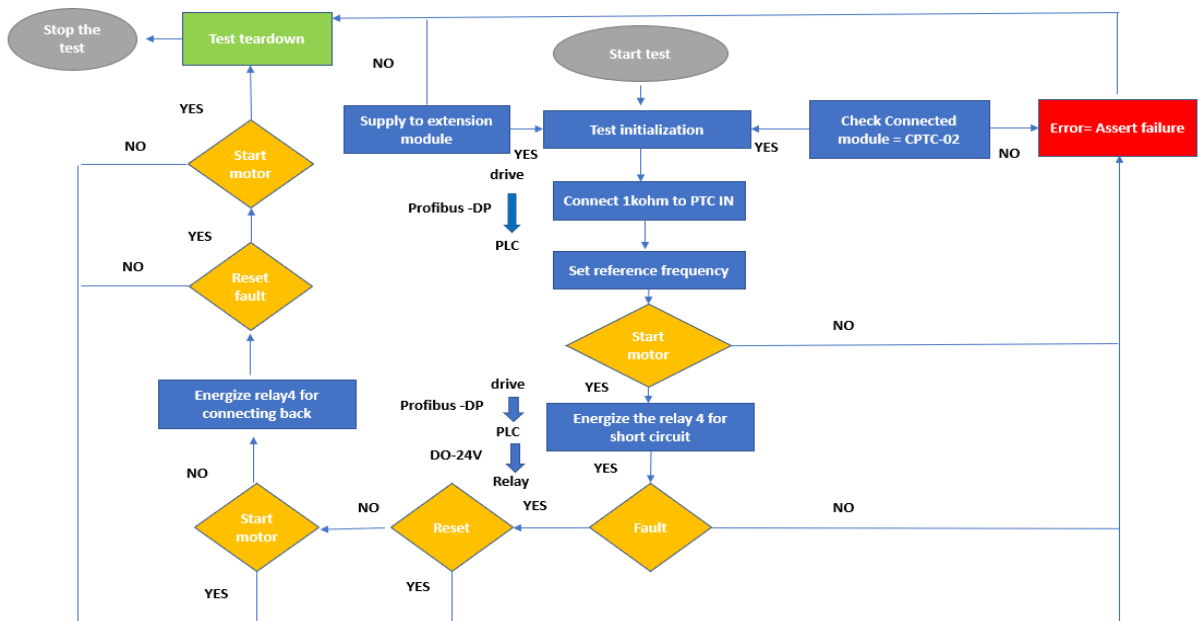 Stop the
test
Test teardown
Start test
NO
YES
Supply to extension
module
YES
Test initialization
YES
Check Connected
module = CPTC-02
NO
Error= Assert failure
NO
Start
motor
drive
Profibus -DP
PLC
Connect 1kohm to PTC IN
YES
NO
Reset
fault
Set reference frequency
Start
motor
NO
YES
Energize relay4 for
connecting back
drive
Profibus -DP
PLC
DO-24V
Relay
Energize the relay 4 for
short circuit
YES
NO
Start
motor
NO
Reset
YES
Fault
NO
YES
YES